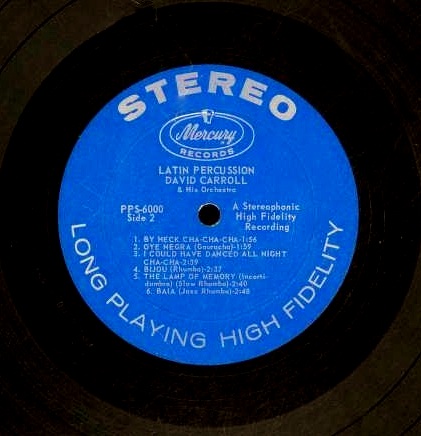 STEREO
Mercury
RECORDS
LATIN PERCUSSION
DAVID CARROLL
& His Orchestra
PPS-6000
Side 2
A Stereophonic
High Fidelity
Recording
1. BY HECK CHA-CHA-CHA-1:56
2. OYE NEGRA (Guaracha)-1:59
3. I COULD HAVE DANCED ALL NIGHT
CHA-CHA-2:39
4. BIJOU (Rhumba)-2:37
5. THE LAMP OF MEMORY (Incerti-
dumbre) (Slow Rhumba)-2:40
6. BAIA (Jazz Rhumba)-2:48
LONG PLAYING HIGH FIDELITY